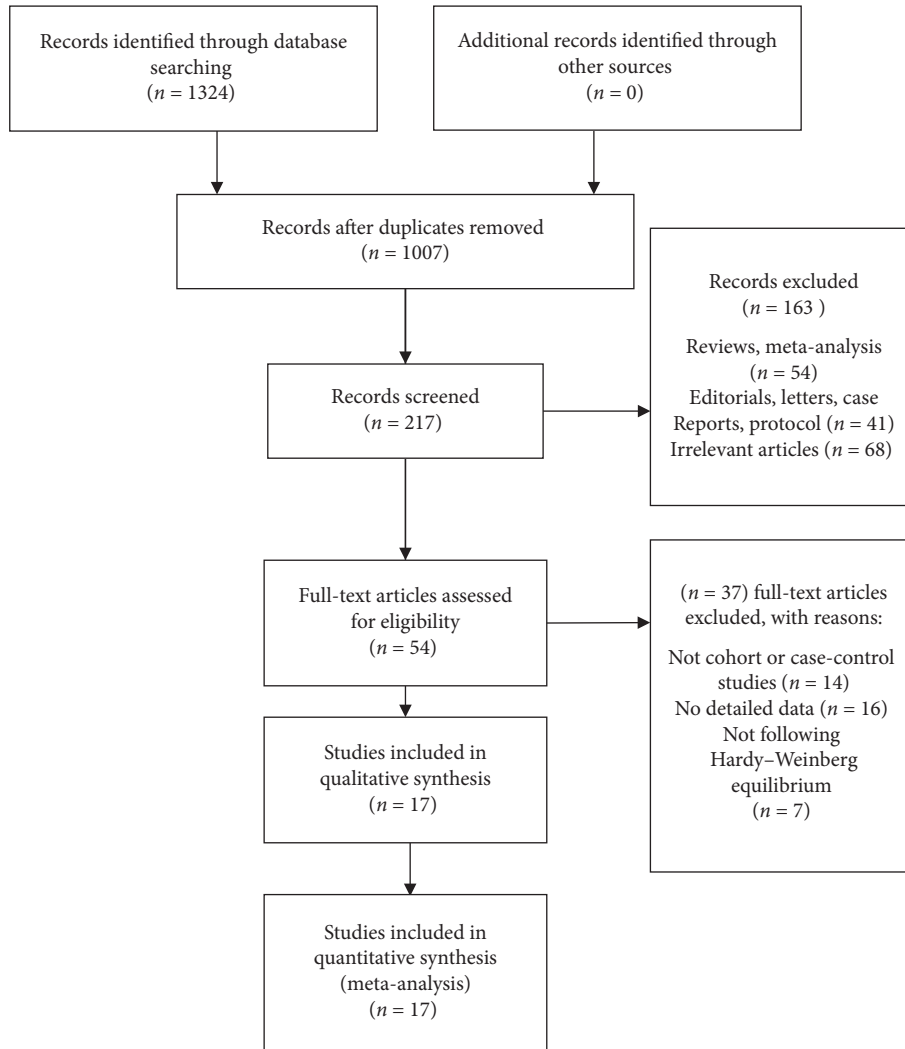 Records identified through database
searching
(n = 1324)
Additional records identified through
other sources
(n = 0)
Records after duplicates removed
(n = 1007)
Records screened
(n = 217)
Records excluded
(n = 163 )
Reviews, meta-analysis
(n = 54)
Editorials, letters, case
Reports, protocol (n = 41)
Irrelevant articles (n = 68)
Full-text articles assessed
for eligibility
(n = 54)
(n = 37) full-text articles
excluded, with reasons:
Not cohort or case-control
studies (n = 14)
No detailed data (n = 16)
Not following
Hardy–Weinberg
equilibrium
(n = 7)
Studies included in
qualitative synthesis
(n = 17)
Studies included in
quantitative synthesis
(meta-analysis)
(n = 17)